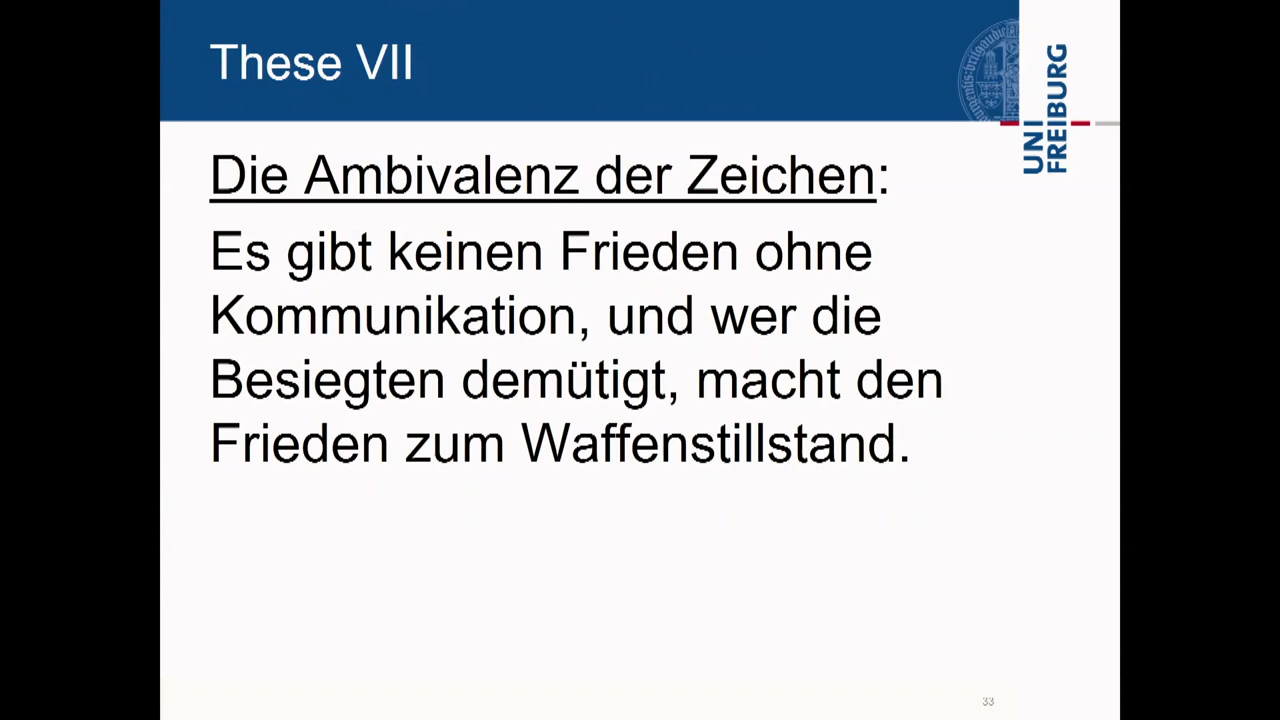 These VII
UNI
FREIBURG
Die Ambivalenz der Zeichen:
Es gibt keinen Frieden ohne
Kommunikation, und wer die
Besiegten demütigt, macht den
Frieden zum Waffenstillstand.
33